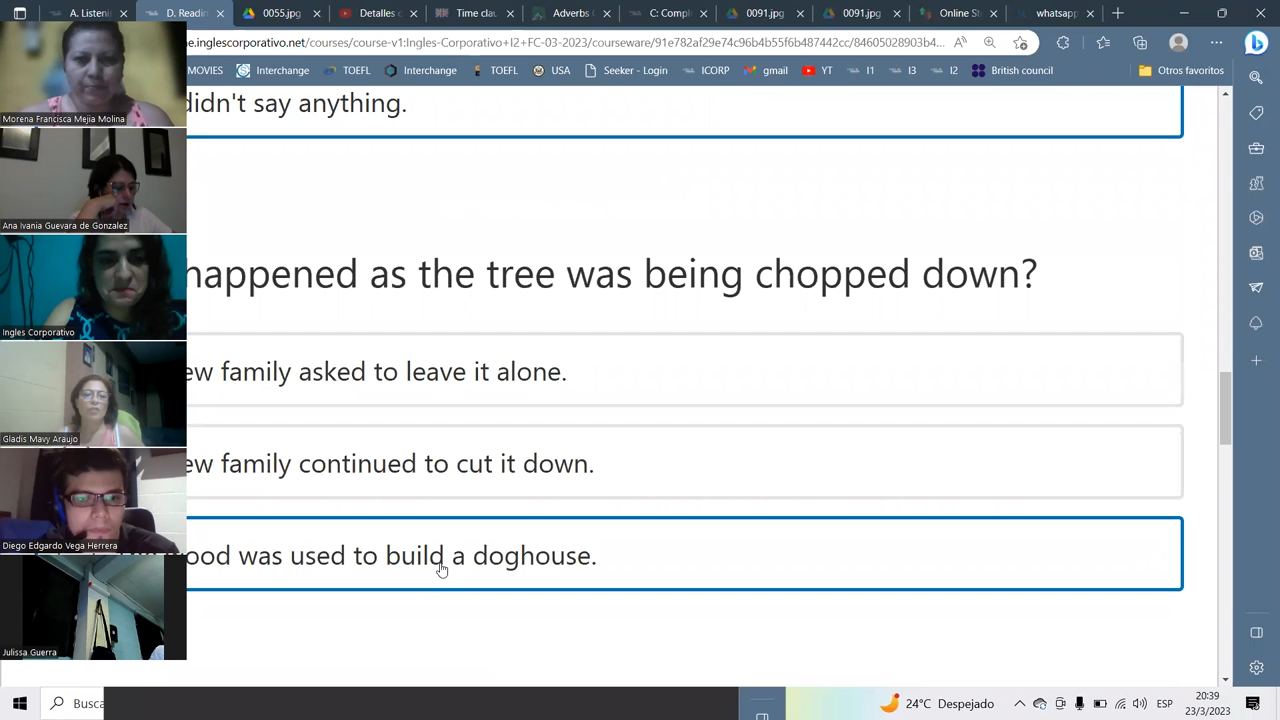 A. Listeni
D. Readin
0055.jpg
Detalles c
Time clau
Adverbs
C: Compl
0091.jpg
0091.jpg
Online St
whatsapp
ne.inglescorporativo.net/courses/course-v1:Ingles-Corporativo+I2+FC-03-2023/courseware/91e782af29e74c96b4b55f6b487442cc/84605028903b4...
MOVIES
Interchange
TOEFL
Interchange
TOEFL
USA
Seeker - Login
ICORP
gmail
YT
I1
I3
I2
British council
Otros favoritos
didn't say anything.
happened as the tree was being chopped down?
ew family asked to leave it alone.
ew family continued to cut it down.
ood was used to build a doghouse.
Morena Francisca Mejia Molina
Ana Ivania Guevara de Gonzalez
Ingles Corporativo
Gladis Mavy Araujo
Diego Edgardo Vega Herrera
Julissa Guerra
Busca
24°C Despejado
ESP
20:39
23/3/2023